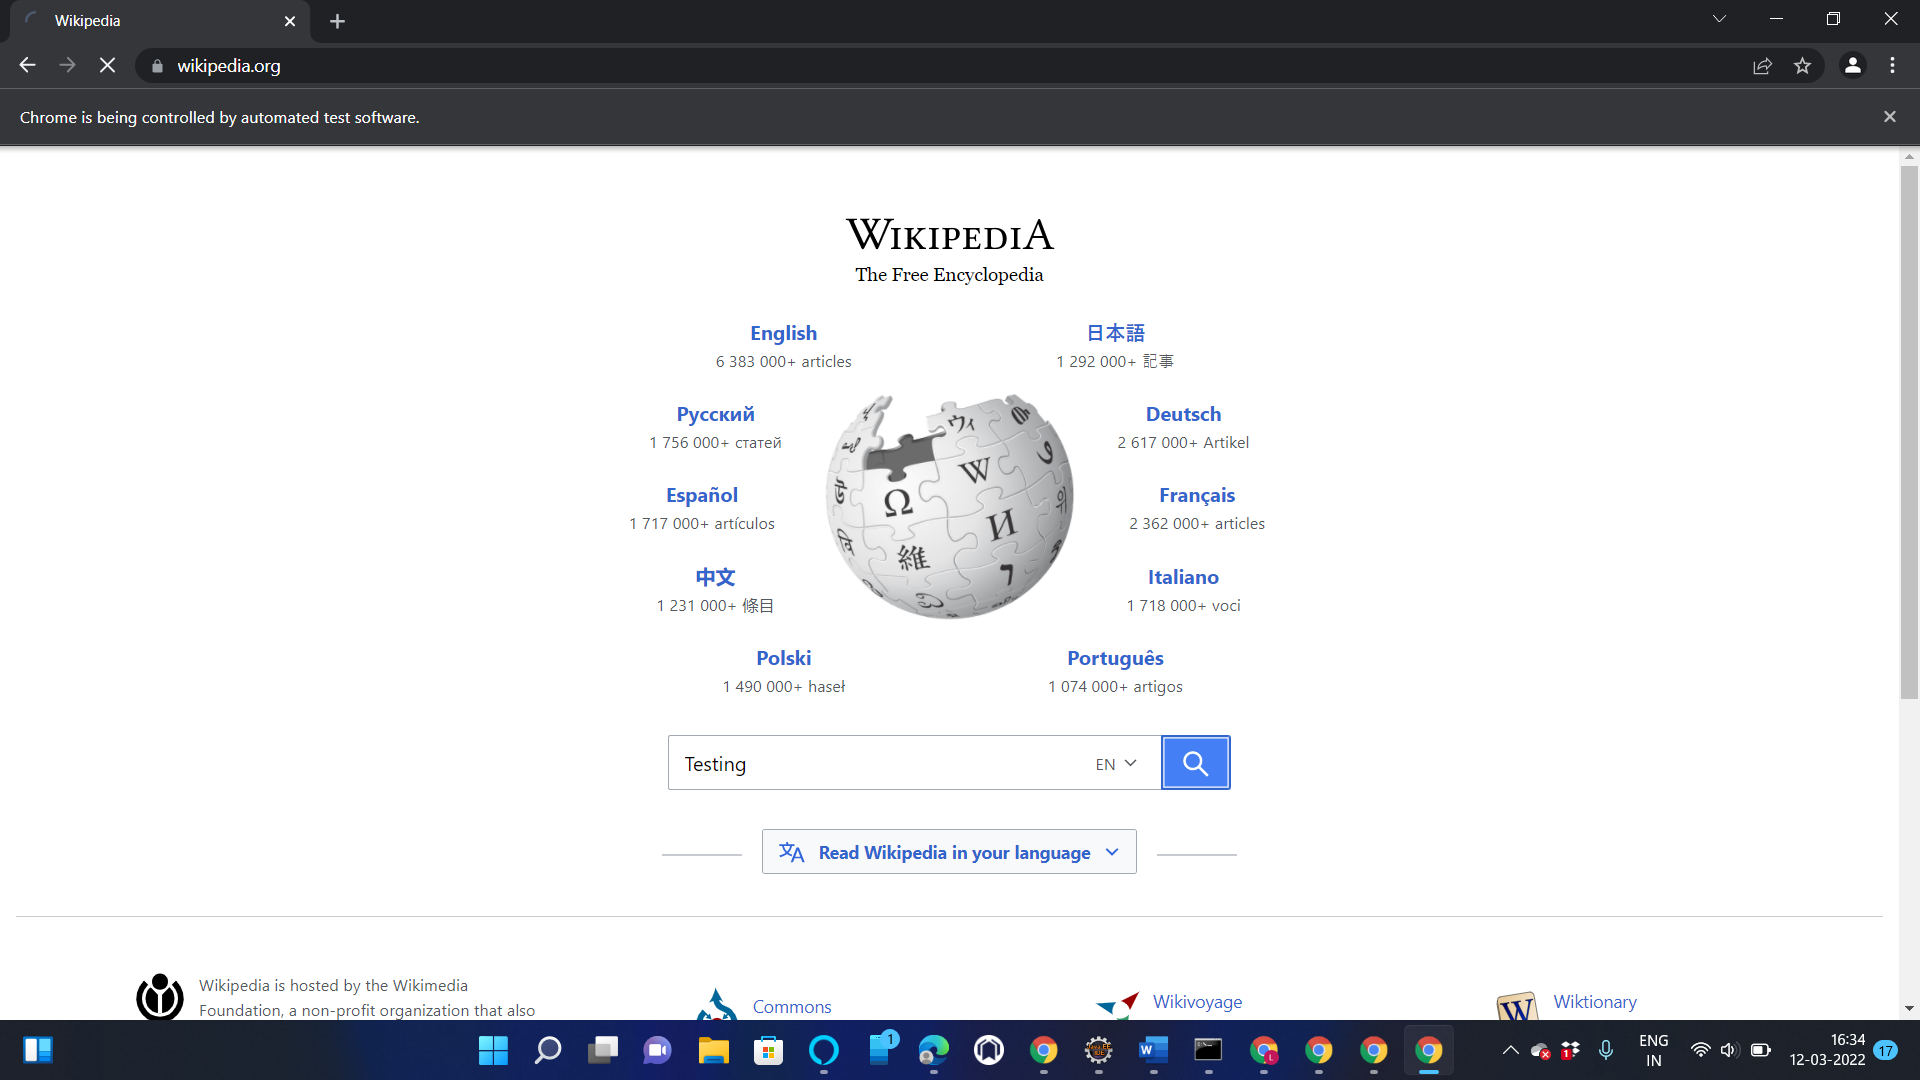 Wikipedia
wikipedia.org
Chrome is being controlled by automated test software.
WIKIPEDIA
The Free Encyclopedia
English
6 383 000+ articles
日本語
1 292 000+ 記事
Русский
1 756 000+ статей
Deutsch
2 617 000+ Artikel
Español
1 717 000+ artículos
Français
2 362 000+ articles
中文
1 231 000+ 條目
Italiano
1 718 000+ voci
Polski
1 490 000+ haseł
Português
1 074 000+ artigos
Ω
W
И
維
ウィ
Testing
EN
Read Wikipedia in your language
Wikipedia is hosted by the Wikimedia
Foundation, a non-profit organization that also
Commons
Wikivoyage
W
Wiktionary
1
W
L
1
ENG
IN
16:34
12-03-2022
17